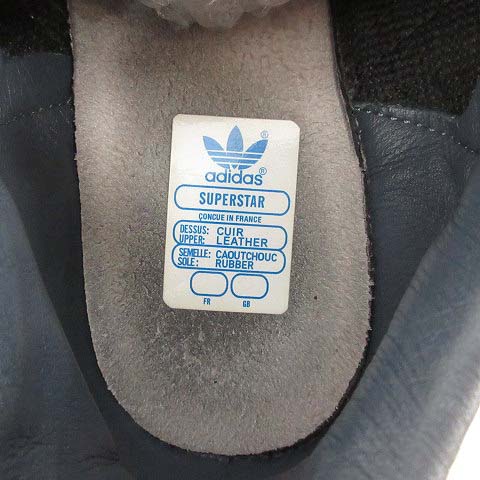 ®
adidas®
SUPERSTAR
CONCUE IN FRANCE
DESSUS: CUIR
UPPER: LEATHER
SEMELLE: CAOUTCHOUC
SOLE: RUBBER
FR GB